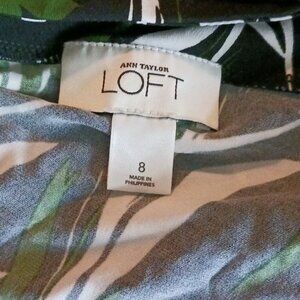 ANN TAYLOR
LOFT
8
MADE IN
PHILIPPINES